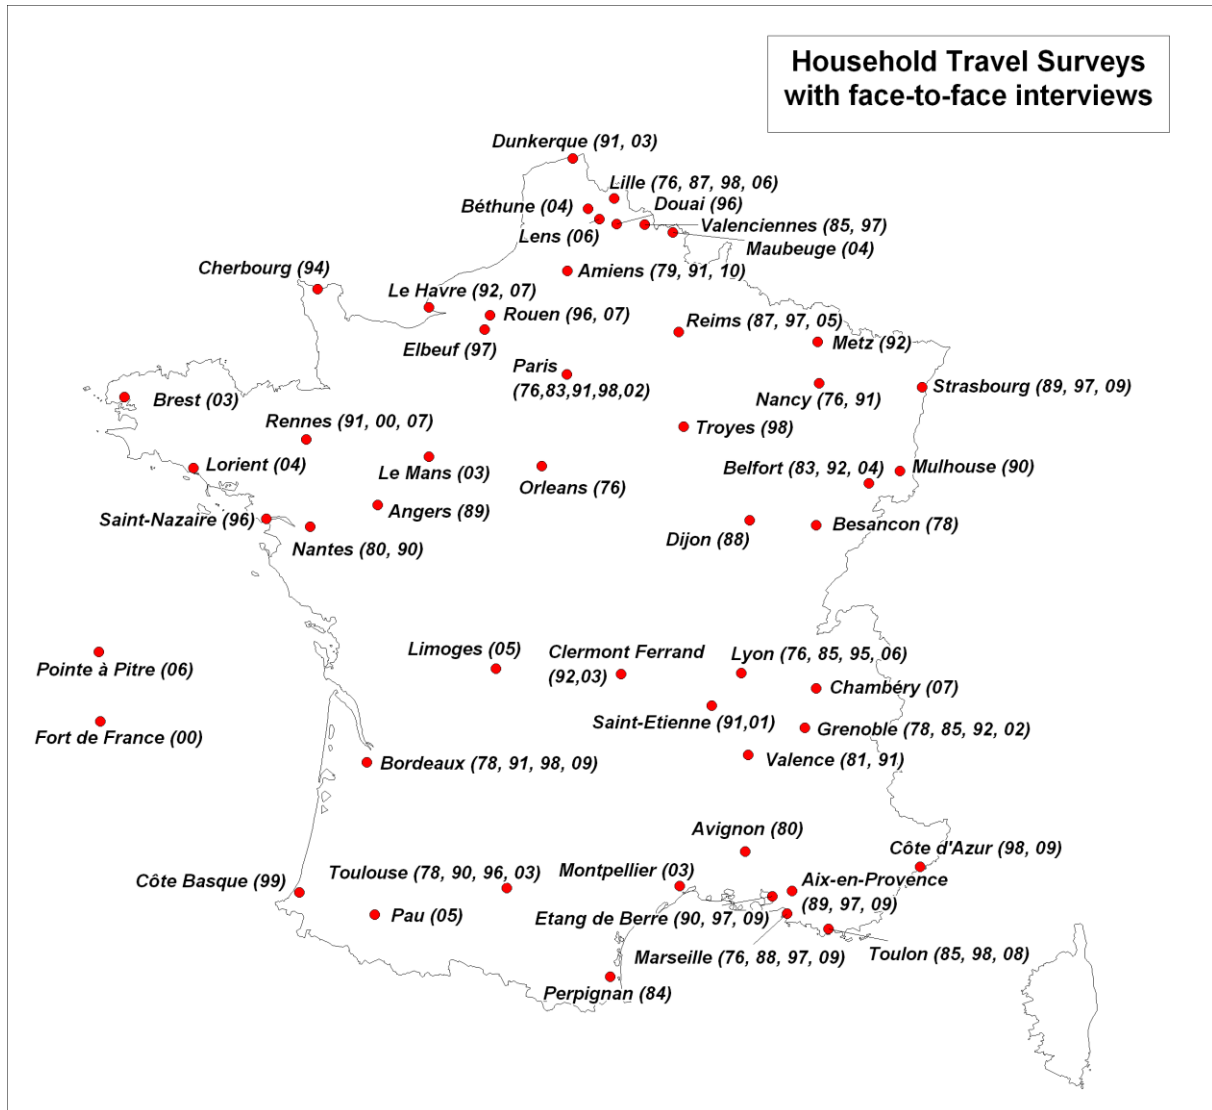 Household Travel Surveys
with face-to-face interviews
Dunkerque (91, 03)
Lille (76, 87, 98, 06)
Béthune (04)
Douai (96)
Lens (06)
Valenciennes (85, 97)
Maubeuge (04)
Cherbourg (94)
Amiens (79, 91, 10)
Le Havre (92, 07)
Rouen (96, 07)
Reims (87, 97, 05)
Elbeuf (97)
Metz (92)
Paris
(76,83,91,98,02)
Brest (03)
Nancy (76, 91)
Strasbourg (89, 97, 09)
Rennes (91, 00, 07)
Troyes (98)
Lorient (04)
Le Mans (03)
Orleans (76)
Belfort (83, 92, 04)
Mulhouse (90)
Saint-Nazaire (96)
Angers (89)
Nantes (80, 90)
Dijon (88)
Besancon (78)
Pointe à Pitre (06)
Limoges (05)
Clermont Ferrand
(92,03)
Lyon (76, 85, 95, 06)
Chambéry (07)
Fort de France (00)
Saint-Etienne (91,01)
Grenoble (78, 85, 92, 02)
Bordeaux (78, 91, 98, 09)
Valence (81, 91)
Avignon (80)
Côte d'Azur (98, 09)
Côte Basque (99)
Toulouse (78, 90, 96, 03)
Montpellier (03)
Aix-en-Provence
(89, 97, 09)
Pau (05)
Etang de Berre (90, 97, 09)
Marseille (76, 88, 97, 09)
Toulon (85, 98, 08)
Perpignan (84)